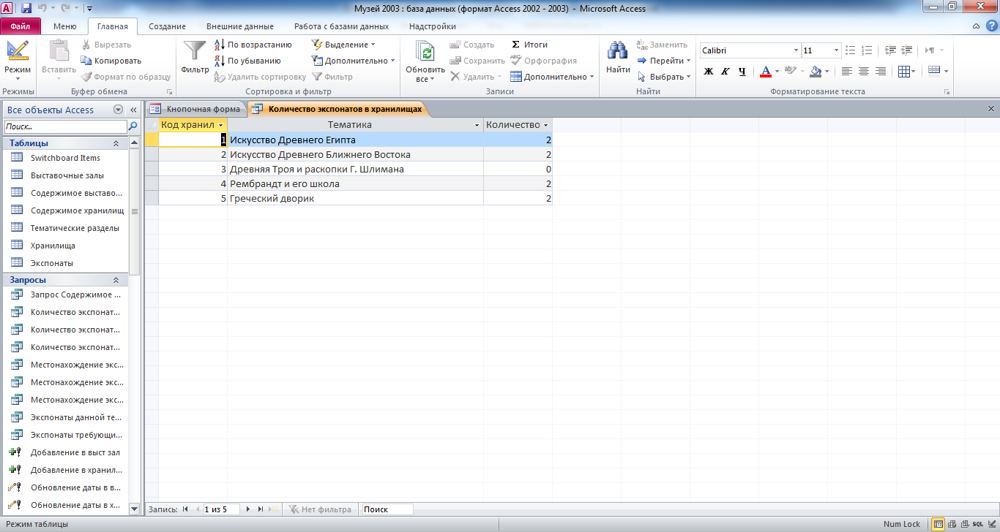 Музей 2003 : база данных (формат Access 2002 - 2003) - Microsoft Access
Файл Меню Главная Создание Внешние данные Работа с базами данных Надстройки
Режим
Режимы
Вставить
Вырезать
Копировать
Формат по образцу
Буфер обмена
Фильтр
По возрастанию
По убыванию
Удалить сортировку
Выделение
Дополнительно
Фильтр
Сортировка и фильтр
Обновить
все
Создать
Сохранить
Удалить
Итоги
Орфография
Дополнительно
Записи
Найти
Заменить
Перейти
Выбрать
Найти
Calibri 11
Ж К Ч
Форматирование текста
Все объекты Access
Поиск...
Таблицы
Switchboard Items
Выставочные залы
Содержимое выставо...
Содержимое хранилищ
Тематические разделы
Хранилища
Экспонаты
Запросы
Запрос Содержимое ...
Количество экспонат...
Количество экспонат...
Количество экспонат...
Местонахождение экс...
Местонахождение экс...
Местонахождение экс...
Экспонаты данной те...
Экспонаты требующи...
Добавление в выст зал
Добавление в хранил...
Обновление даты в в...
Обновление даты в х...
Кнопочная форма Количество экспонатов в хранилищах
Код хранил Тематика Количество
1 Искусство Древнего Египта 2
2 Искусство Древнего Ближнего Востока 2
3 Древняя Троя и раскопки Г. Шлимана 0
4 Рембрандт и его школа 2
5 Греческий дворик 2
Запись: 1 из 5 Нет фильтра Поиск
Режим таблицы Num Lock SQL